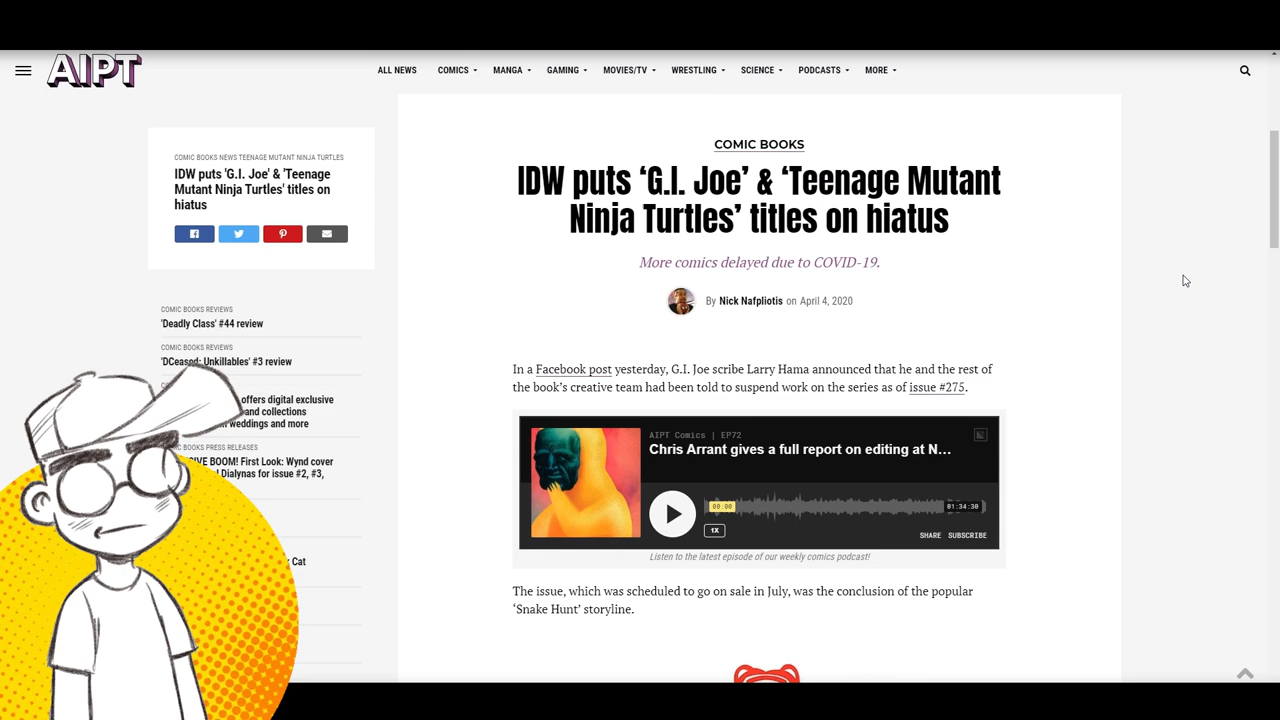 AIPT
ALL NEWS
COMICS
MANGA
GAMING
MOVIES/TV
WRESTLING
SCIENCE
PODCASTS
MORE
COMIC BOOKS NEWS TEENAGE MUTANT NINJA TURTLES
IDW puts 'G.I. Joe' & 'Teenage
Mutant Ninja Turtles' titles on
hiatus
COMIC BOOKS REVIEWS
'Deadly Class' #44 review
COMIC BOOKS REVIEWS
'DCeased: Unkillables' #3 review
offers digital exclusive
and collections
weddings and more
BOOKS PRESS RELEASES
BOOM! First Look: Wynd cover
Dialynas for issue #2, #3,
Cat
COMIC BOOKS
IDW puts ‘G.I. Joe’ & ‘Teenage Mutant
Ninja Turtles’ titles on hiatus
More comics delayed due to COVID-19.
By Nick Nafpliotis on April 4, 2020
In a Facebook post yesterday, G.I. Joe scribe Larry Hama announced that he and the rest of
the book’s creative team had been told to suspend work on the series as of issue #275.
AIPT Comics | EP72
Chris Arrant gives a full report on editing at N...
00:00
01:34:30
1X
SHARE SUBSCRIBE
Listen to the latest episode of our weekly comics podcast!
The issue, which was scheduled to go on sale in July, was the conclusion of the popular
‘Snake Hunt’ storyline.